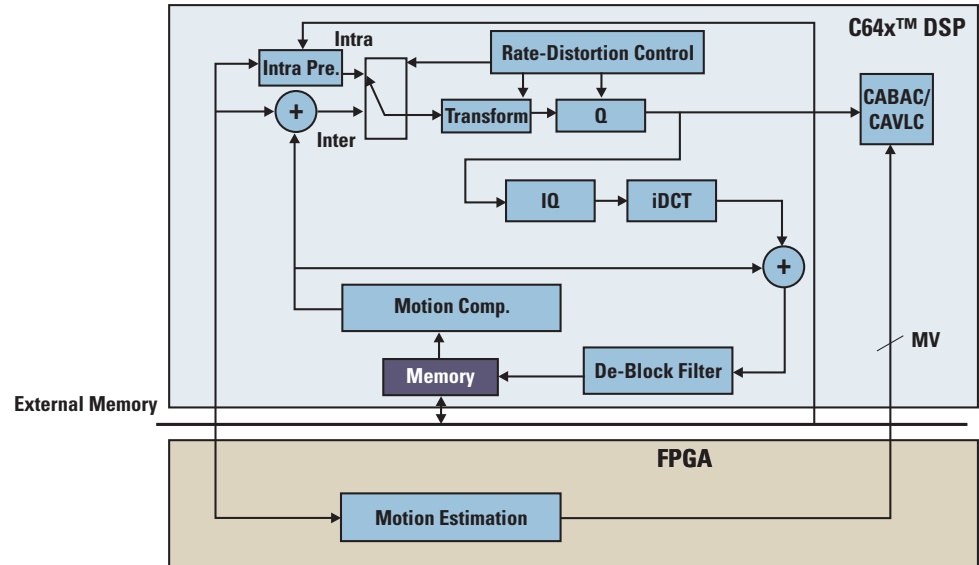 C64x™ DSP
Intra
Intra Pre.
Rate-Distortion Control
+
Inter
Transform
Q
CABAC/
CAVLC
IQ
iDCT
+
Motion Comp.
MV
De-Block Filter
Memory
External Memory
FPGA
Motion Estimation